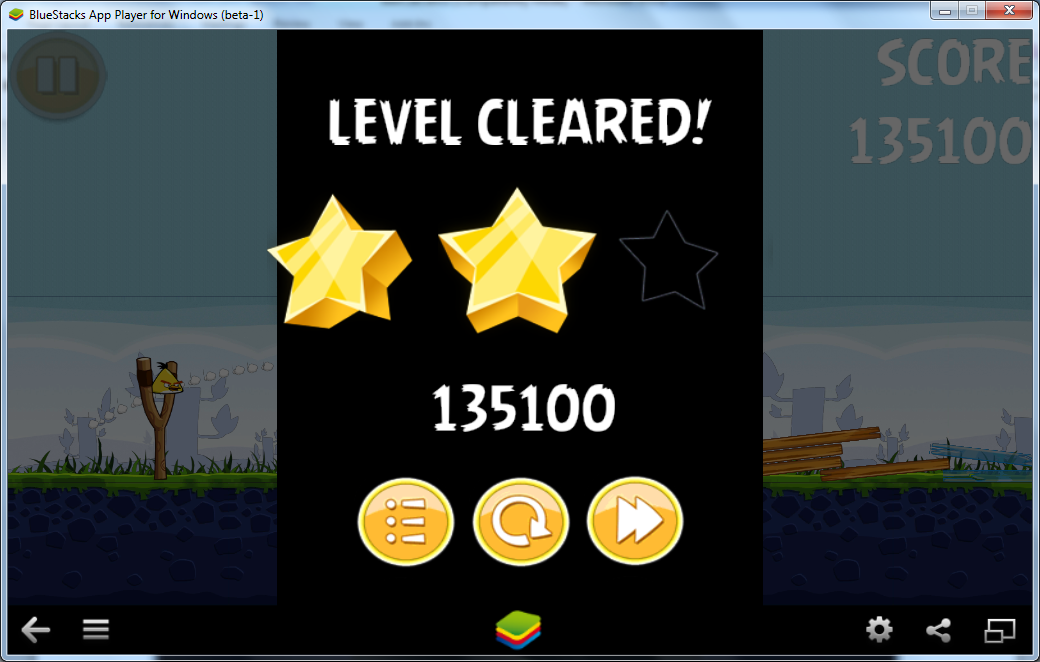 BlueStacks App Player for Windows (beta-1)
SCORE
135100
LEVEL CLEARED!
135100